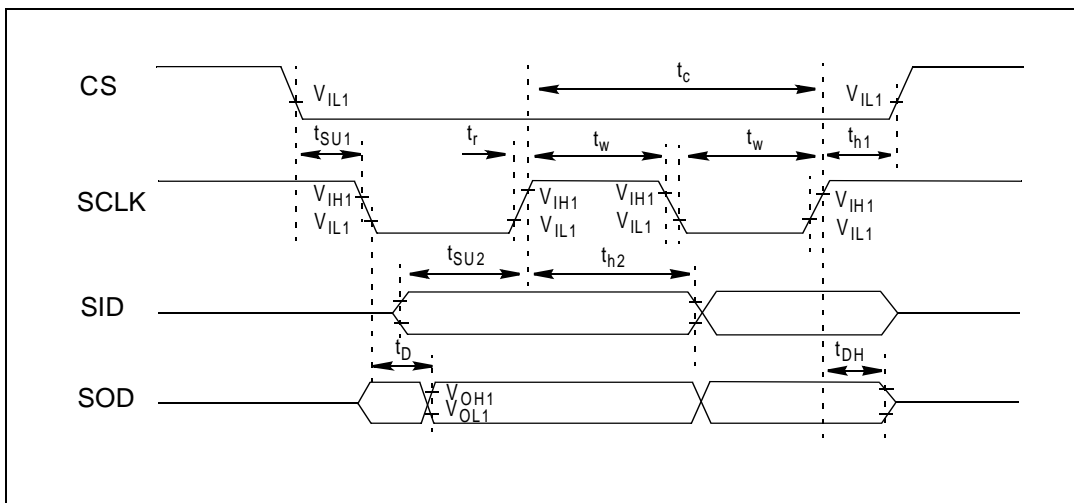 CS
V_IL1
t_c
V_IL1
t_SU1
t_r
t_w
t_w
t_h1
SCLK
V_IH1
V_IL1
V_IH1
V_IL1
V_IH1
V_IL1
V_IH1
V_IL1
t_SU2
t_h2
SID
t_D
t_DH
SOD
V_OH1
V_OL1